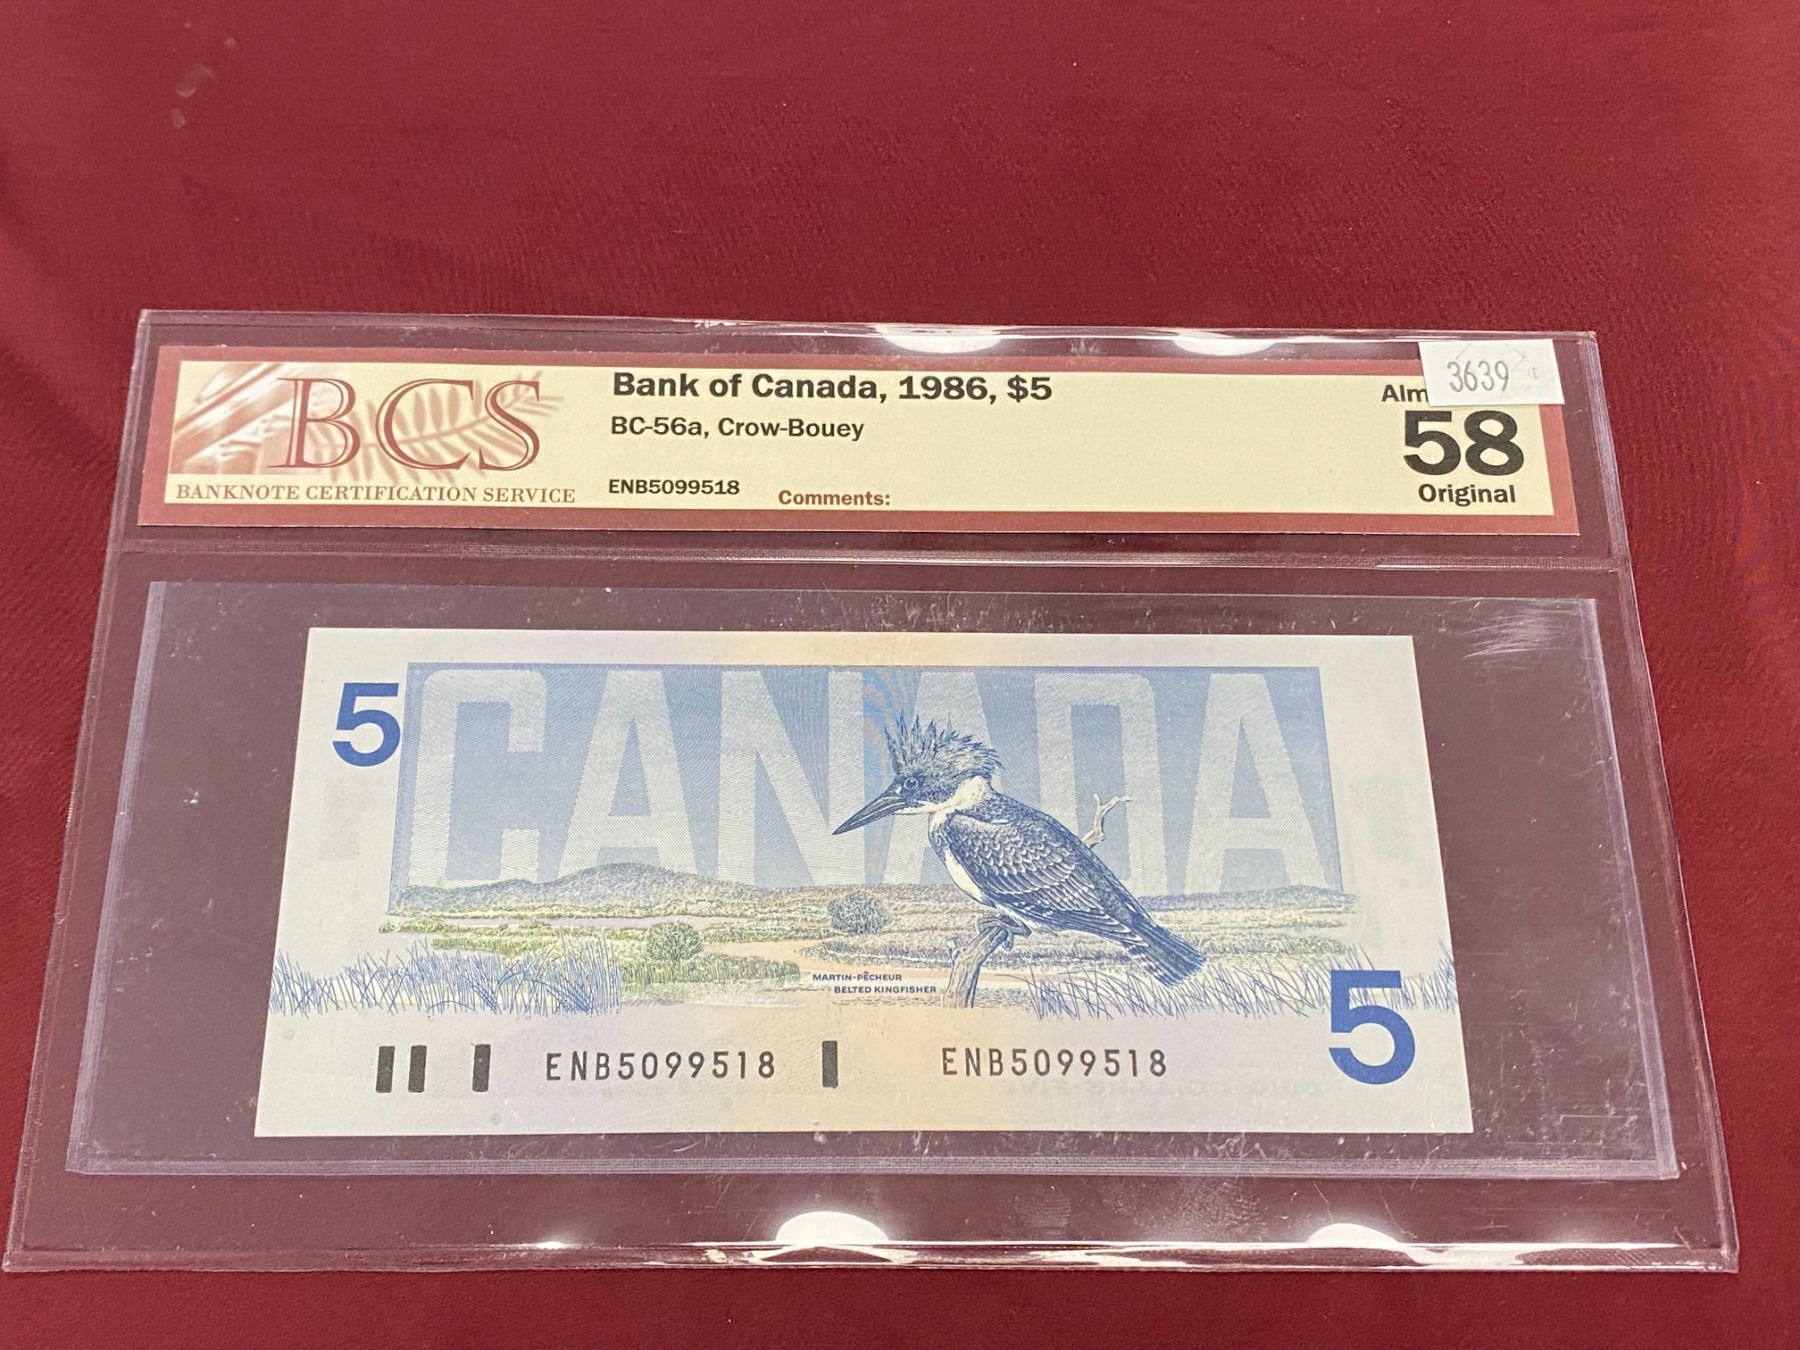 BCS
BANKNOTE CERTIFICATION SERVICE
Bank of Canada, 1986, $5
BC-56a, Crow-Bouey
ENB5099518
Comments:
3639
58
Original
5
CANADA
MARTIN-PÊCHEUR
BELTED KINGFISHER
5
ENB5099518
ENB5099518